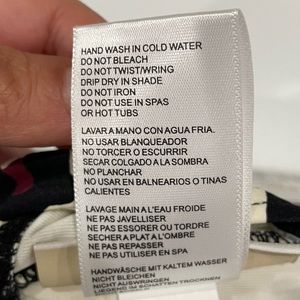 HAND WASH IN COLD WATER
DO NOT BLEACH
DO NOT TWIST/WRING
DRIP DRY IN SHADE
DO NOT IRON
DO NOT USE IN SPAS
OR HOT TUBS
LAVAR A MANO CON AGUA FRIA.
NO USAR BLANQUEADOR
NO TORCER O ESCURRIR
SECAR COLGADO A LA SOMBRA
NO PLANCHAR
NO USAR EN BALNEARIOS O TINAS
CALIENTES
LAVAGE MAIN A L'EAU FROIDE
NE PAS JAVELLISER
NE PAS ESSORER OU TORDRE
SECHER A PLAT A L'OMBRE
NE PAS REPASSER
NE PAS UTILISER EN SPA
HANDWÄSCHE MIT KALTEM WASSER
NICHT BLEICHEN
NICHT AUSWRINGEN
LIEGEND IM SCHATTEN TROCKNEN